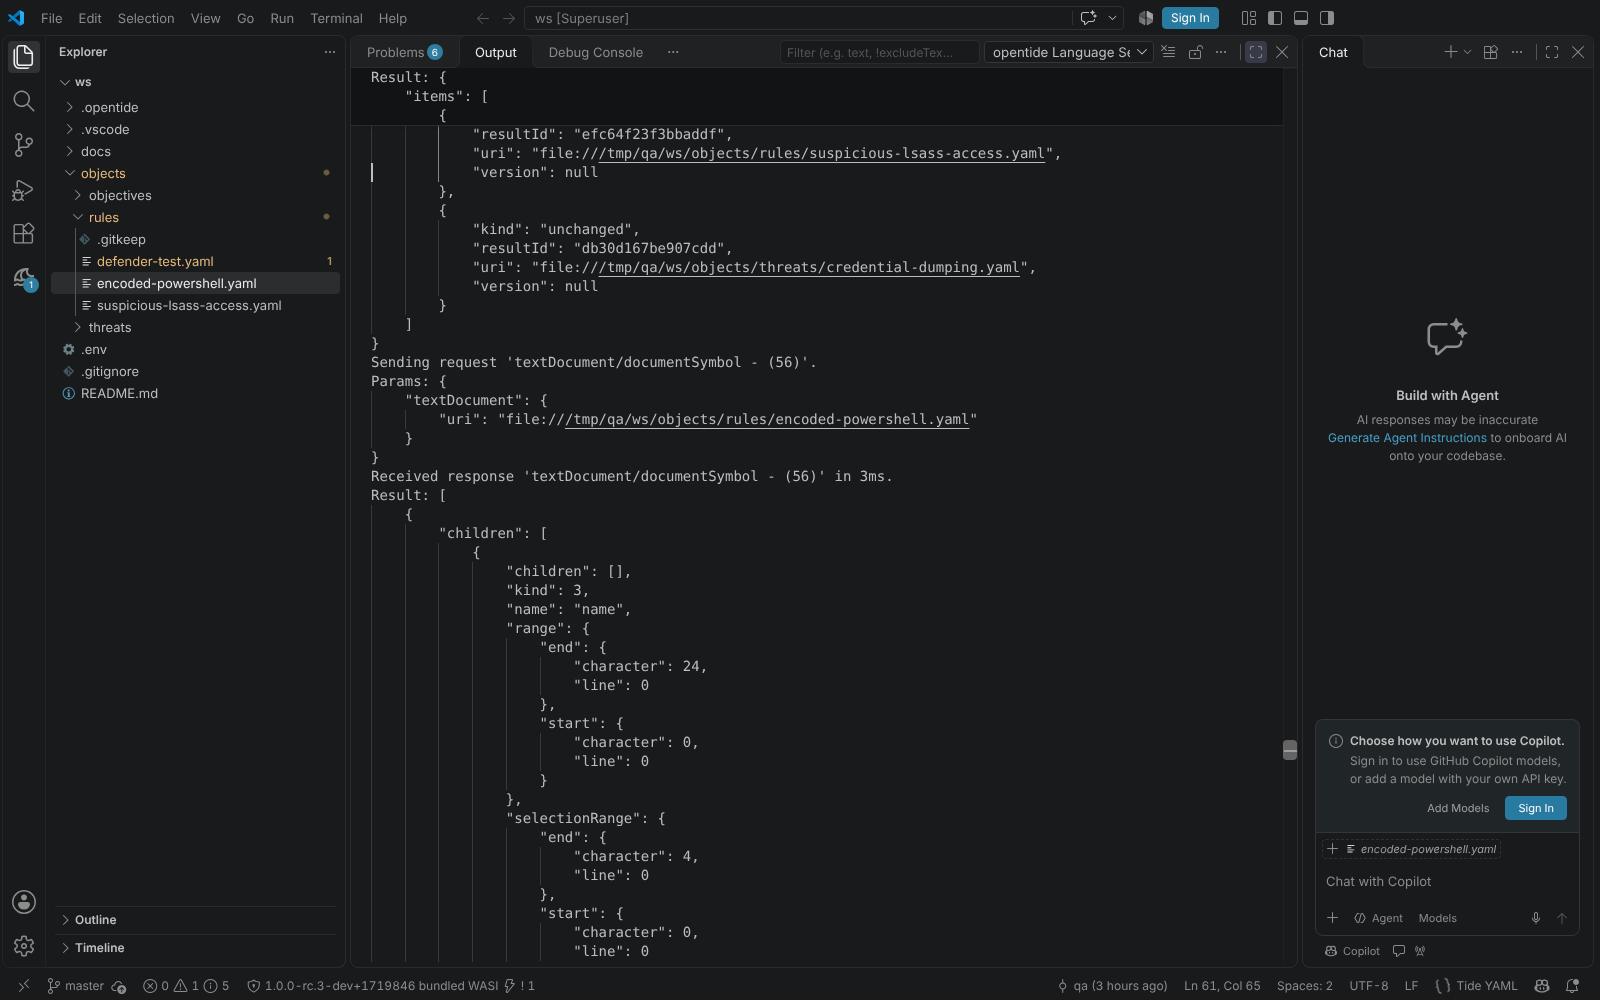 File Edit Selection View Go Run Terminal Help
ws [Superuser]
Sign In
Explorer
ws
.opentide
.vscode
docs
objects
objectives
rules
.gitkeep
defender-test.yaml 1
encoded-powershell.yaml
suspicious-lsass-access.yaml
threats
.env
.gitignore
README.md
Outline
Timeline
1
Problems 6 Output Debug Console
Filter (e.g. text, !excludeTex...
opentide Language Se
Result: {
"items": [
{
"resultId": "efc64f23f3bbaddf",
"uri": "file:///tmp/qa/ws/objects/rules/suspicious-lsass-access.yaml",
"version": null
},
{
"kind": "unchanged",
"resultId": "db30d167be907cdd",
"uri": "file:///tmp/qa/ws/objects/threats/credential-dumping.yaml",
"version": null
}
]
}
Sending request 'textDocument/documentSymbol - (56)'.
Params: {
"textDocument": {
"uri": "file:///tmp/qa/ws/objects/rules/encoded-powershell.yaml"
}
}
Received response 'textDocument/documentSymbol - (56)' in 3ms.
Result: [
{
"children": [
{
"children": [],
"kind": 3,
"name": "name",
"range": {
"end": {
"character": 24,
"line": 0
},
"start": {
"character": 0,
"line": 0
}
},
"selectionRange": {
"end": {
"character": 4,
"line": 0
},
"start": {
"character": 0,
"line": 0
Chat
Build with Agent
AI responses may be inaccurate
Generate Agent Instructions to onboard AI
onto your codebase.
Choose how you want to use Copilot.
Sign in to use GitHub Copilot models,
or add a model with your own API key.
Add Models Sign In
encoded-powershell.yaml
Chat with Copilot
Agent Models
Copilot
master 0 1 5 1.0.0-rc.3-dev+1719846 bundled WASI ! 1
qa (3 hours ago) Ln 61, Col 65 Spaces: 2 UTF-8 LF {} Tide YAML